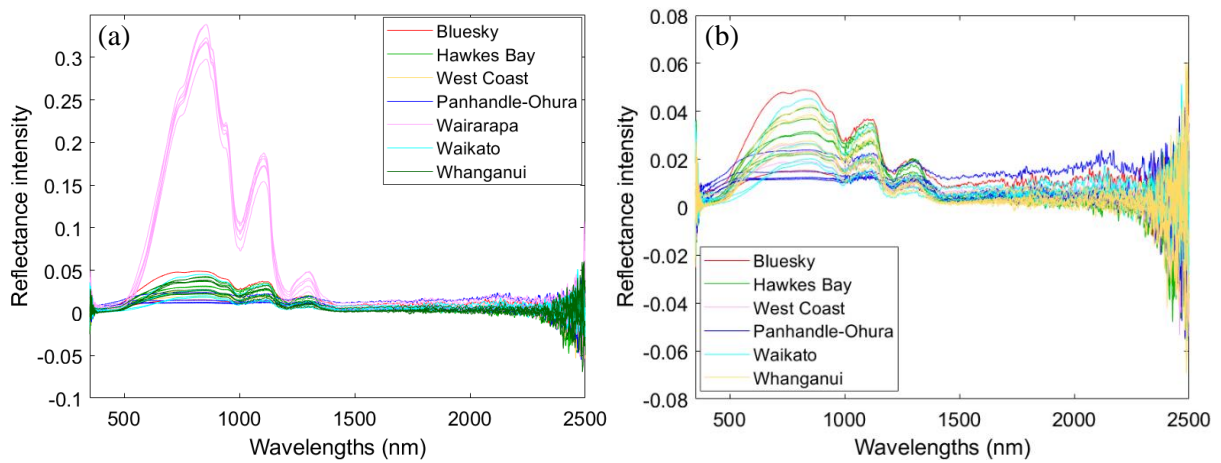 (a)
Bluesky
Hawkes Bay
West Coast
Panhandle-Ohura
Wairarapa
Waikato
Whanganui
Reflectance intensity
0.3
0.25
0.2
0.15
0.1
0.05
0
-0.05
-0.1
500
1000
1500
2000
2500
Wavelengths (nm)
(b)
Reflectance intensity
0.08
0.06
0.04
0.02
0
-0.02
-0.04
-0.06
-0.08
Bluesky
Hawkes Bay
West Coast
Panhandle-Ohura
Waikato
Whanganui
500
1000
1500
2000
2500
Wavelengths (nm)